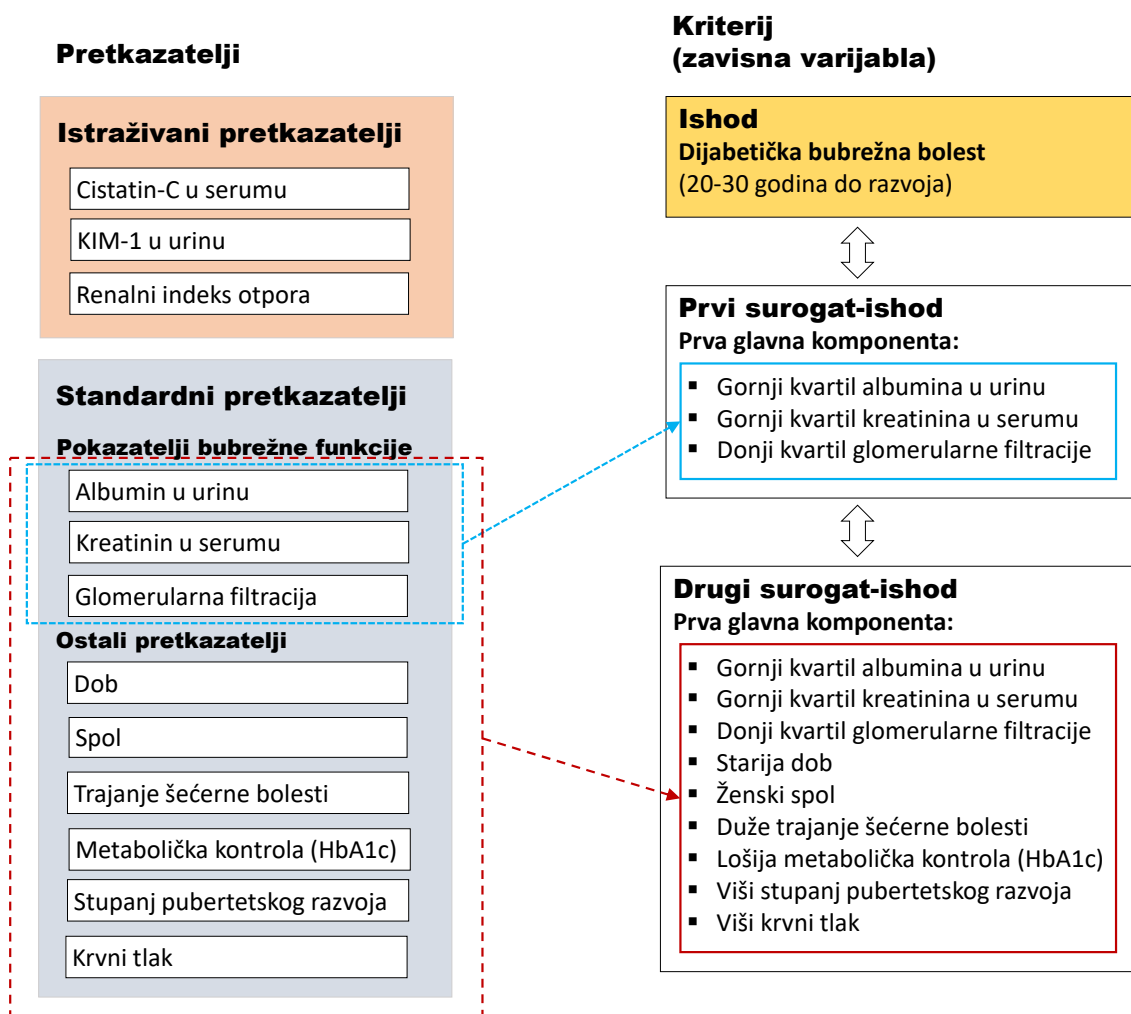 Pretkazatelji
Istraživani pretkazatelji
Cistatin-C u serumu
KIM-1 u urinu
Renalni indeks otpora
Standardni pretkazatelji
Pokazatelji bubrežne funkcije
Albumin u urinu
Kreatinin u serumu
Glomerularna filtracija
Ostali pretkazatelji
Dob
Spol
Trajanje šećerne bolesti
Metabolička kontrola (HbA1c)
Stupanj pubertetskog razvoja
Krvni tlak
Kriterij
(zavisna varijabla)
Ishod
Dijabetička bubrežna bolest
(20-30 godina do razvoja)
Prvi surogat-ishod
Prva glavna komponenta:
▪ Gornji kvartil albumina u urinu
▪ Gornji kvartil kreatinina u serumu
▪ Donji kvartil glomerularne filtracije
Drugi surogat-ishod
Prva glavna komponenta:
▪ Gornji kvartil albumina u urinu
▪ Gornji kvartil kreatinina u serumu
▪ Donji kvartil glomerularne filtracije
▪ Starija dob
▪ Ženski spol
▪ Duže trajanje šećerne bolesti
▪ Lošija metabolička kontrola (HbA1c)
▪ Viši stupanj pubertetskog razvoja
▪ Viši krvni tlak